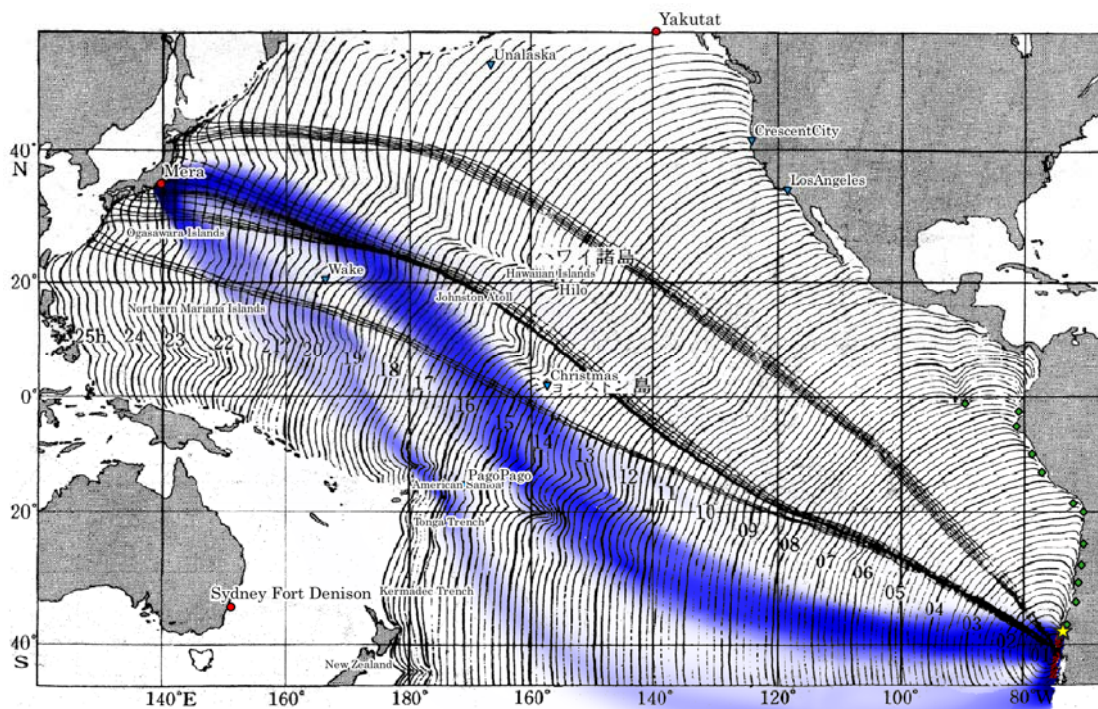 Yakutat
Unalaska
CrescentCity
40°
N
Mera
LosAngeles
Ogasawara Islands
ハワイ諸島
Hawaiian Islands
Wake
20°
Hilo
Johnston Atoll
Northern Mariana Islands
25h 24 23 22 21 20 19 18 17 16 15 14 13 12 11 10 09 08 07 06 05 04 03
Christmas
島
0°
PagoPago
American Samoa
20°
Tonga Trench
Sydney Fort Denison
Kermadec Trench
40°
S
New Zealand
140°E 160° 180° 160° 140° 120° 100° 80°W